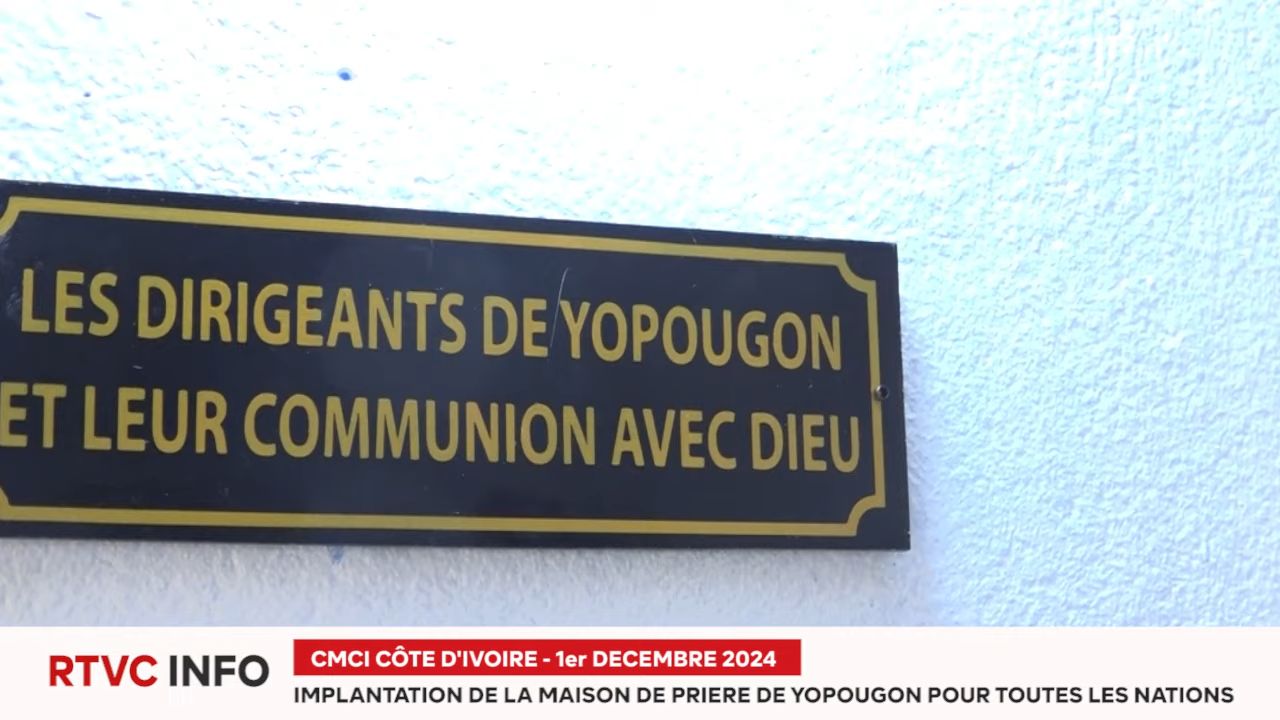 LES DIRIGEANTS DE YOPOUGON
ET LEUR COMMUNION AVEC DIEU
RTVC INFO
CMCI CÔTE D'IVOIRE - 1er DECEMBRE 2024
IMPLANTATION DE LA MAISON DE PRIERE DE YOPOUGON POUR TOUTES LES NATIONS